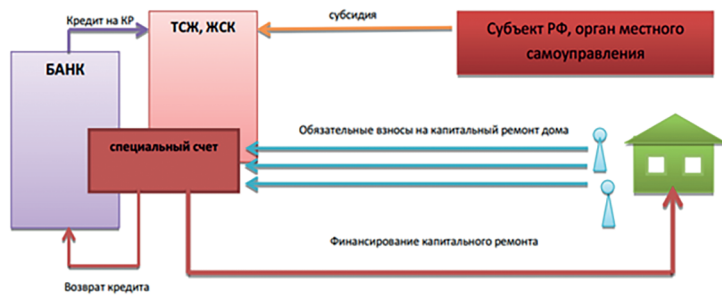 Кредит на КР
ТСЖ, ЖСК
субсидия
Субъект РФ, орган местного
самоуправления
БАНК
Обязательные взносы на капитальный ремонт дома
специальный счет
Финансирование капитального ремонта
Возврат кредита